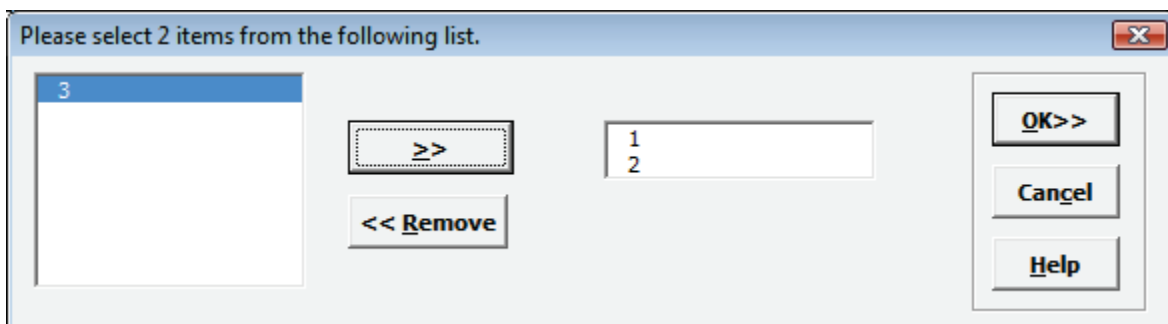 Please select 2 items from the following list.
3
>>
<< Remove
1
2
OK>>
Cancel
Help